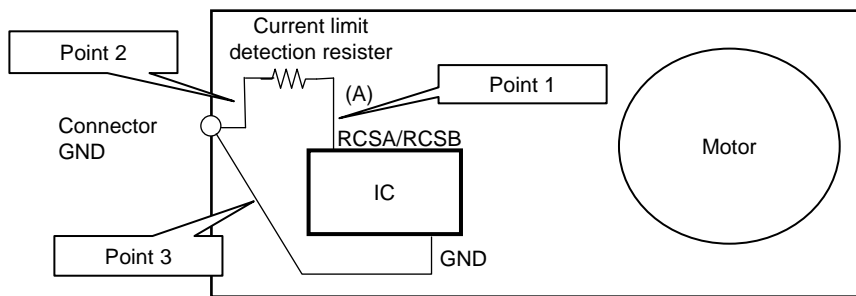 Current limit
detection resister
Point 2
(A)
Point 1
Connector
GND
RCSA/RCSB
Motor
IC
Point 3
GND